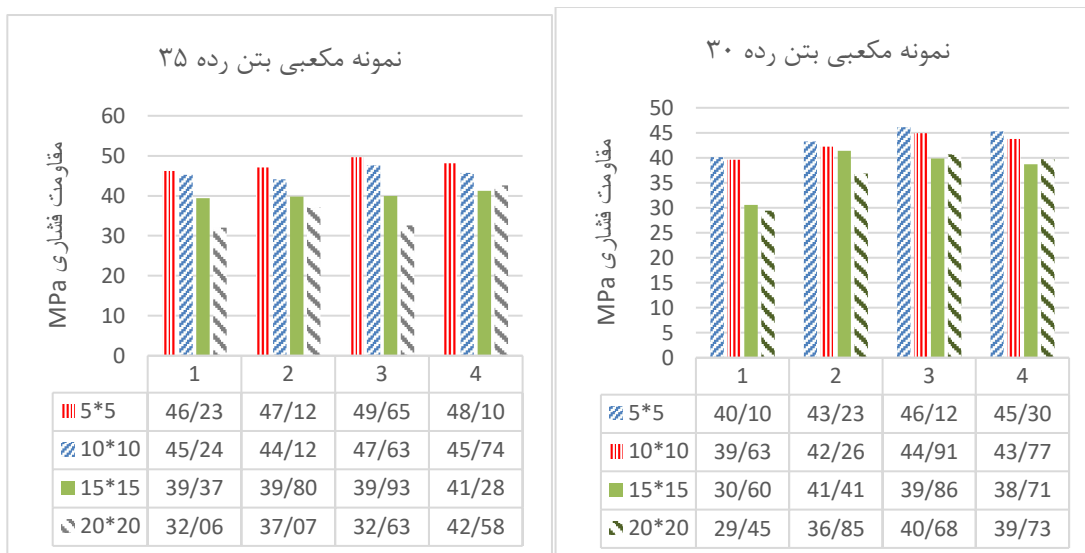 نمونه مکعبی بتن رده ۳۵
مقاومت فشاری MPa
60
50
40
30
20
10
0
1 2 3 4
5*5 46/23 47/12 49/65 48/10
10*10 45/24 44/12 47/63 45/74
15*15 39/37 39/80 39/93 41/28
20*20 32/06 37/07 32/63 42/58
نمونه مکعبی بتن رده ۳۰
مقاومت فشاری MPa
50
45
40
35
30
25
20
15
10
5
0
1 2 3 4
5*5 40/10 43/23 46/12 45/30
10*10 39/63 42/26 44/91 43/77
15*15 30/60 41/41 39/86 38/71
20*20 29/45 36/85 40/68 39/73